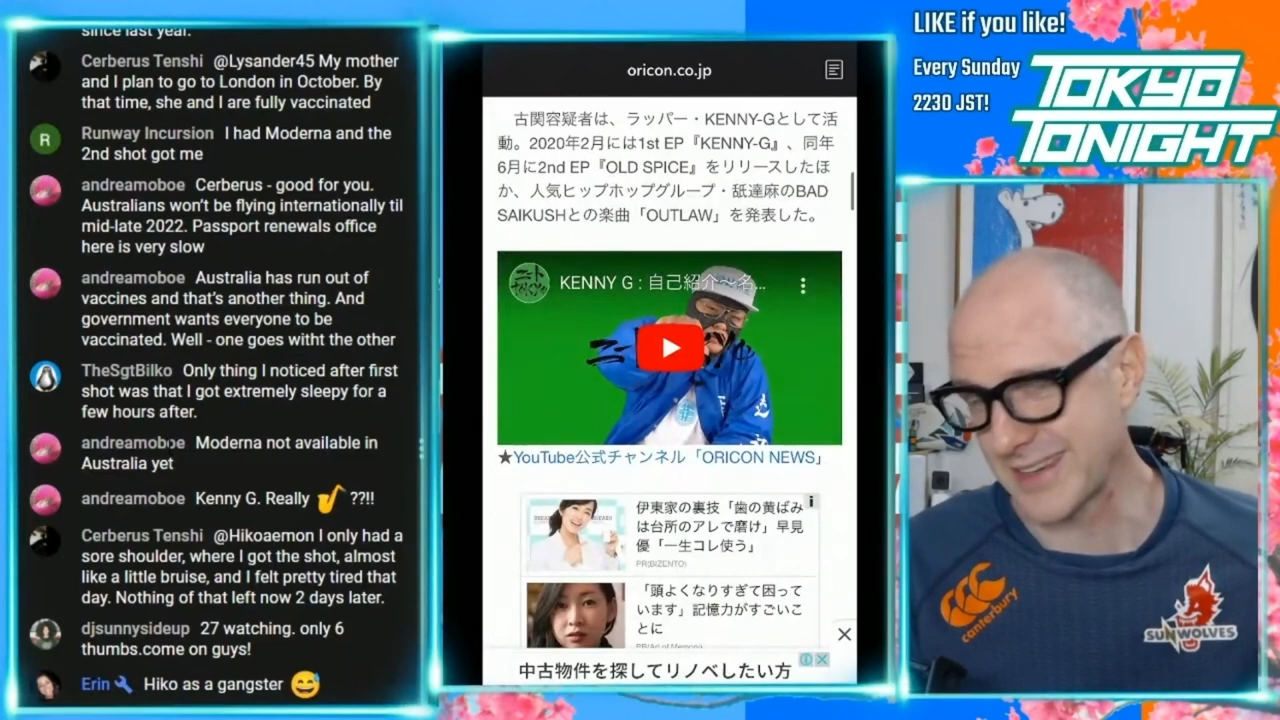 since last year.
Cerberus Tenshi @Lysander45 My mother
and I plan to go to London in October. By
that time, she and I are fully vaccinated
R
Runway Incursion I had Moderna and the
2nd shot got me
andreamoboe Cerberus - good for you.
Australians won't be flying internationally til
mid-late 2022. Passport renewals office
here is very slow
andreamoboe Australia has run out of
vaccines and that's another thing. And
government wants everyone to be
vaccinated. Well - one goes witht the other
TheSgtBilko Only thing I noticed after first
shot was that I got extremely sleepy for a
few hours after.
andreamoboe Moderna not available in
Australia yet
andreamoboe Kenny G. Really 🎷 ??!!
Cerberus Tenshi @Hikoaemon I only had a
sore shoulder, where I got the shot, almost
like a little bruise, and I felt pretty tired that
day. Nothing of that left now 2 days later.
djsunnysideup 27 watching. only 6
thumbs.come on guys!
Erin 🔧 Hiko as a gangster 😅
oricon.co.jp
古関容疑者は、ラッパー・KENNY-Gとして活
動。2020年2月には1st EP『KENNY-G』、同年
6月に2nd EP『OLD SPICE』をリリースしたほ
か、人気ヒップホップグループ・舐達麻のBAD
SAIKUSHとの楽曲「OUTLAW」を発表した。
KENNY G : 自己紹介〜名...
★YouTube公式チャンネル「ORICON NEWS」
伊東家の裏技「歯の黄ばみ
は台所のアレで磨け」早見
優「一生コレ使う」
PR(BIZENTO)
「頭よくなりすぎて困って
います」記憶力がすごいこ
とに
PR(Art of Memory)
中古物件を探してリノベしたい方
LIKE if you like!
Every Sunday
2230 JST!
TOKYO
TONIGHT
canterbury
SUNWOLVES